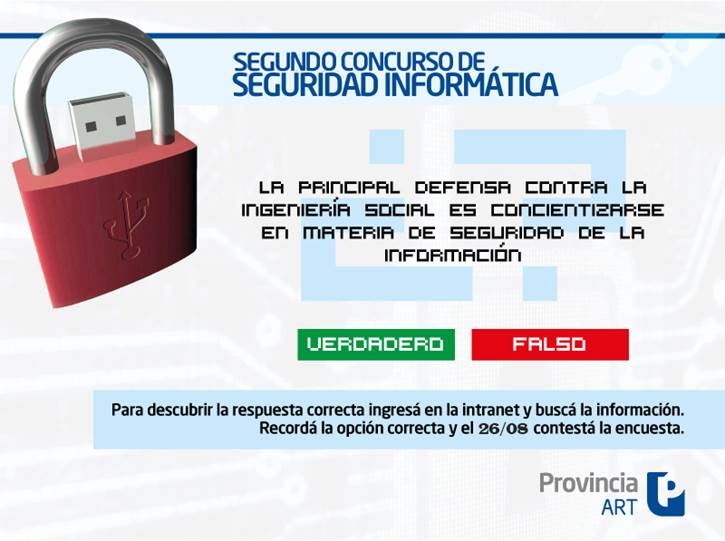 SEGUNDO CONCURSO DE
SEGURIDAD INFORMÁTICA
LA PRINCIPAL DEFENSA CONTRA LA
INGENIERÍA SOCIAL ES CONCIENTIZARSE
EN MATERIA DE SEGURIDAD DE LA
INFORMACIÓN
VERDADERO
FALSO
Para descubrir la respuesta correcta ingresá en la intranet y buscá la información.
Recordá la opción correcta y el 26/08 contestá la encuesta.
Provincia
ART